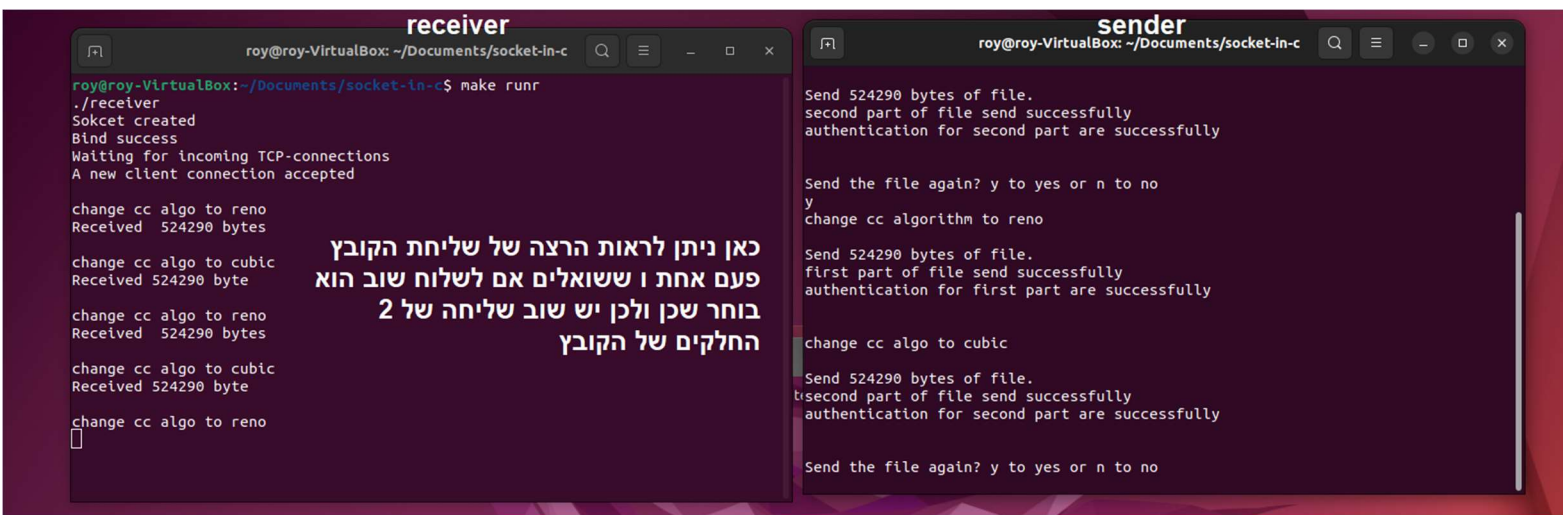 receiver
roy@roy-VirtualBox: ~/Documents/socket-in-c
roy@roy-VirtualBox:~/Documents/socket-in-c$ make runr
./receiver
Sokcet created
Bind success
Waiting for incoming TCP-connections
A new client connection accepted
change cc algo to reno
Received  524290 bytes
change cc algo to cubic
Received 524290 byte
change cc algo to reno
Received  524290 bytes
change cc algo to cubic
Received 524290 byte
change cc algo to reno
כאן ניתן לראות הרצה של שליחת הקובץ
פעם אחת ו ששואלים אם לשלוח שוב הוא
בוחר שכן ולכן יש שוב שליחה של 2
החלקים של הקובץ
sender
roy@roy-VirtualBox: ~/Documents/socket-in-c
Send 524290 bytes of file.
second part of file send successfully
authentication for second part are successfully
Send the file again? y to yes or n to no
y
change cc algorithm to reno
Send 524290 bytes of file.
first part of file send successfully
authentication for first part are successfully
change cc algo to cubic
Send 524290 bytes of file.
second part of file send successfully
authentication for second part are successfully
Send the file again? y to yes or n to no